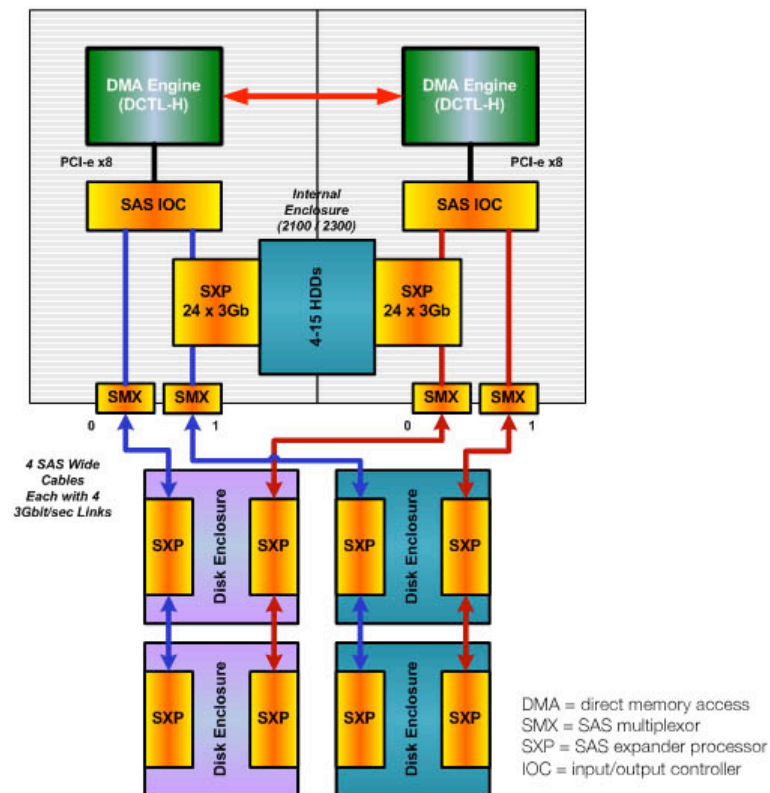 DMA Engine
(DCTL-H)
DMA Engine
(DCTL-H)
PCI-e x8
PCI-e x8
SAS IOC
Internal
Enclosure
(2100 / 2300)
SAS IOC
SXP
24 x 3Gb
4-15 HDDs
SXP
24 x 3Gb
SMX
SMX
SMX
SMX
0
1
0
1
4 SAS Wide
Cables
Each with 4
3Gbit/sec Links
SXP
Disk Enclosure
SXP
SXP
Disk Enclosure
SXP
SXP
Disk Enclosure
SXP
SXP
Disk Enclosure
SXP
DMA = direct memory access
SMX = SAS multiplexor
SXP = SAS expander processor
IOC = input/output controller